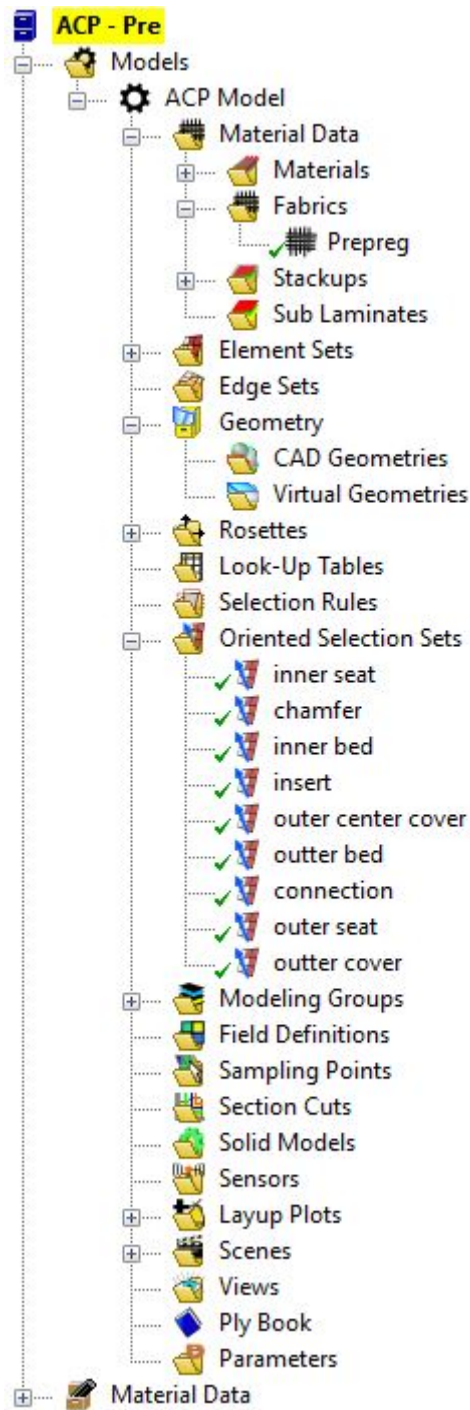 ACP - Pre
Models
ACP Model
Material Data
Materials
Fabrics
Prepreg
Stackups
Sub Laminates
Element Sets
Edge Sets
Geometry
CAD Geometries
Virtual Geometries
Rosettes
Look-Up Tables
Selection Rules
Oriented Selection Sets
inner seat
chamfer
inner bed
insert
outer center cover
outter bed
connection
outer seat
outter cover
Modeling Groups
Field Definitions
Sampling Points
Section Cuts
Solid Models
Sensors
Layup Plots
Scenes
Views
Ply Book
Parameters
Material Data